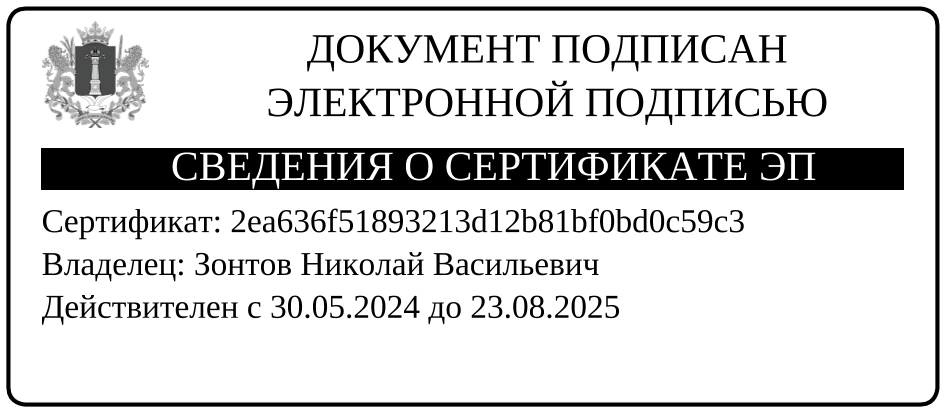 ДОКУМЕНТ ПОДПИСАН
ЭЛЕКТРОННОЙ ПОДПИСЬЮ
СВЕДЕНИЯ О СЕРТИФИКАТЕ ЭП
Сертификат: 2ea636f51893213d12b81bf0bd0c59c3
Владелец: Зонтов Николай Васильевич
Действителен с 30.05.2024 до 23.08.2025